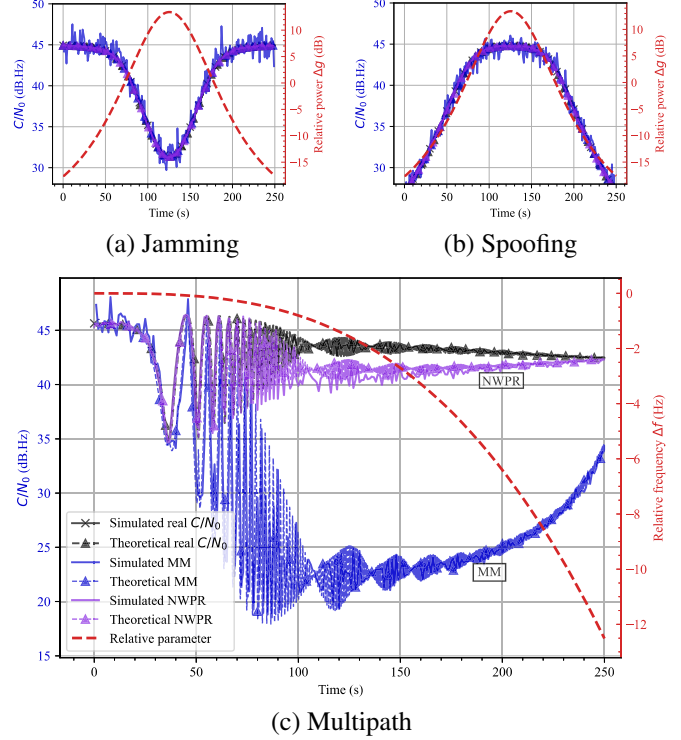 50
45
40
35
30
C/N₀ (dB.Hz)
10
5
0
−5
−10
−15
Relative power Δg (dB)
0
50
100
150
200
250
Time (s)
(a) Jamming
50
45
40
35
30
C/N₀ (dB.Hz)
10
5
0
−5
−10
−15
Relative power Δg (dB)
0
50
100
150
200
250
Time (s)
(b) Spoofing
45
40
35
30
25
20
15
C/N₀ (dB.Hz)
0
−2
−4
−6
−8
−10
−12
Relative frequency Δf (Hz)
NWPR
MM
Simulated real C/N₀
Theoretical real C/N₀
Simulated MM
Theoretical MM
Simulated NWPR
Theoretical NWPR
Relative parameter
0
50
100
150
200
250
Time (s)
(c) Multipath